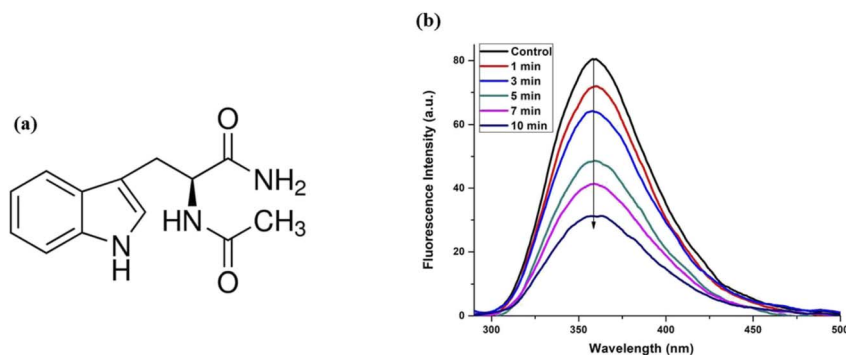 (a)
O
NH₂
HN
CH₃
N
H
O
(b)
Control
1 min
3 min
5 min
7 min
10 min
Fluorescence Intensity (a.u.)
80
60
40
20
0
300
350
400
450
500
Wavelength (nm)